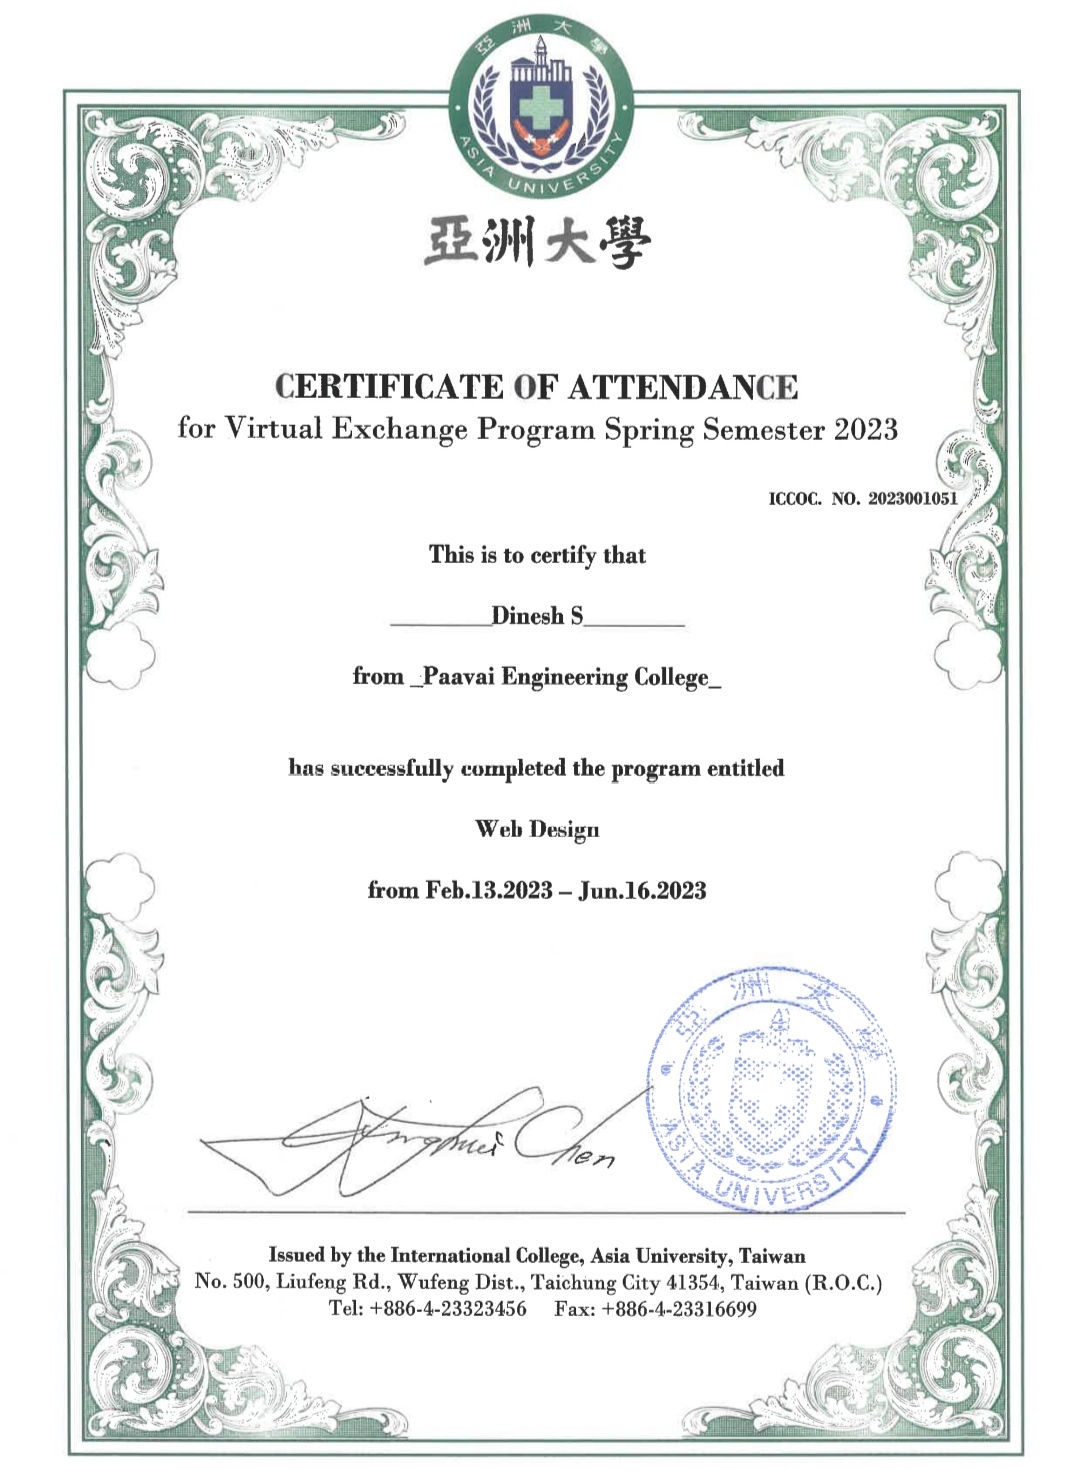 亞洲大學
ASIA UNIVERSITY
亞洲大學
CERTIFICATE OF ATTENDANCE
for Virtual Exchange Program Spring Semester 2023
ICCOC. NO. 2023001051
This is to certify that
Dinesh S
from _Paavai Engineering College_
has successfully completed the program entitled
Web Design
from Feb.13.2023 – Jun.16.2023
亞洲大學
ASIA UNIVERSITY
Chen
Issued by the International College, Asia University, Taiwan
No. 500, Liufeng Rd., Wufeng Dist., Taichung City 41354, Taiwan (R.O.C.)
Tel: +886-4-23323456 Fax: +886-4-23316699